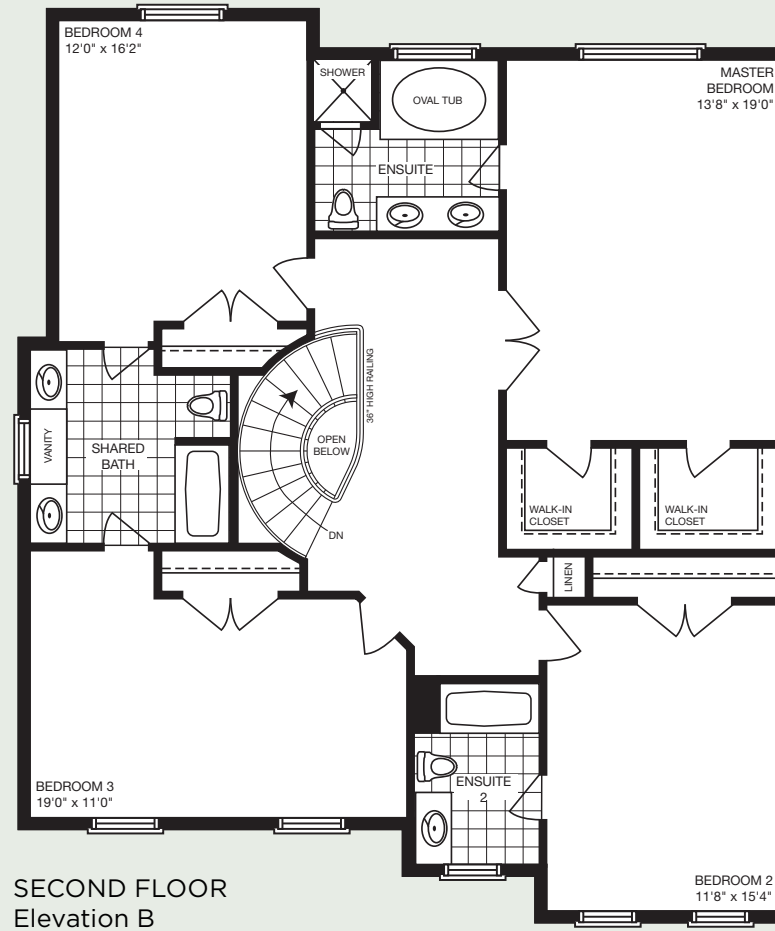 BEDROOM 4
12'0" x 16'2"
SHOWER
OVAL TUB
MASTER
BEDROOM
13'8" x 19'0"
ENSUITE
36" HIGH RAILING
OPEN
BELOW
VANITY
SHARED
BATH
DN
WALK-IN
CLOSET
WALK-IN
CLOSET
LINEN
BEDROOM 3
19'0" x 11'0"
ENSUITE
2
BEDROOM 2
11'8" x 15'4"
SECOND FLOOR
Elevation B